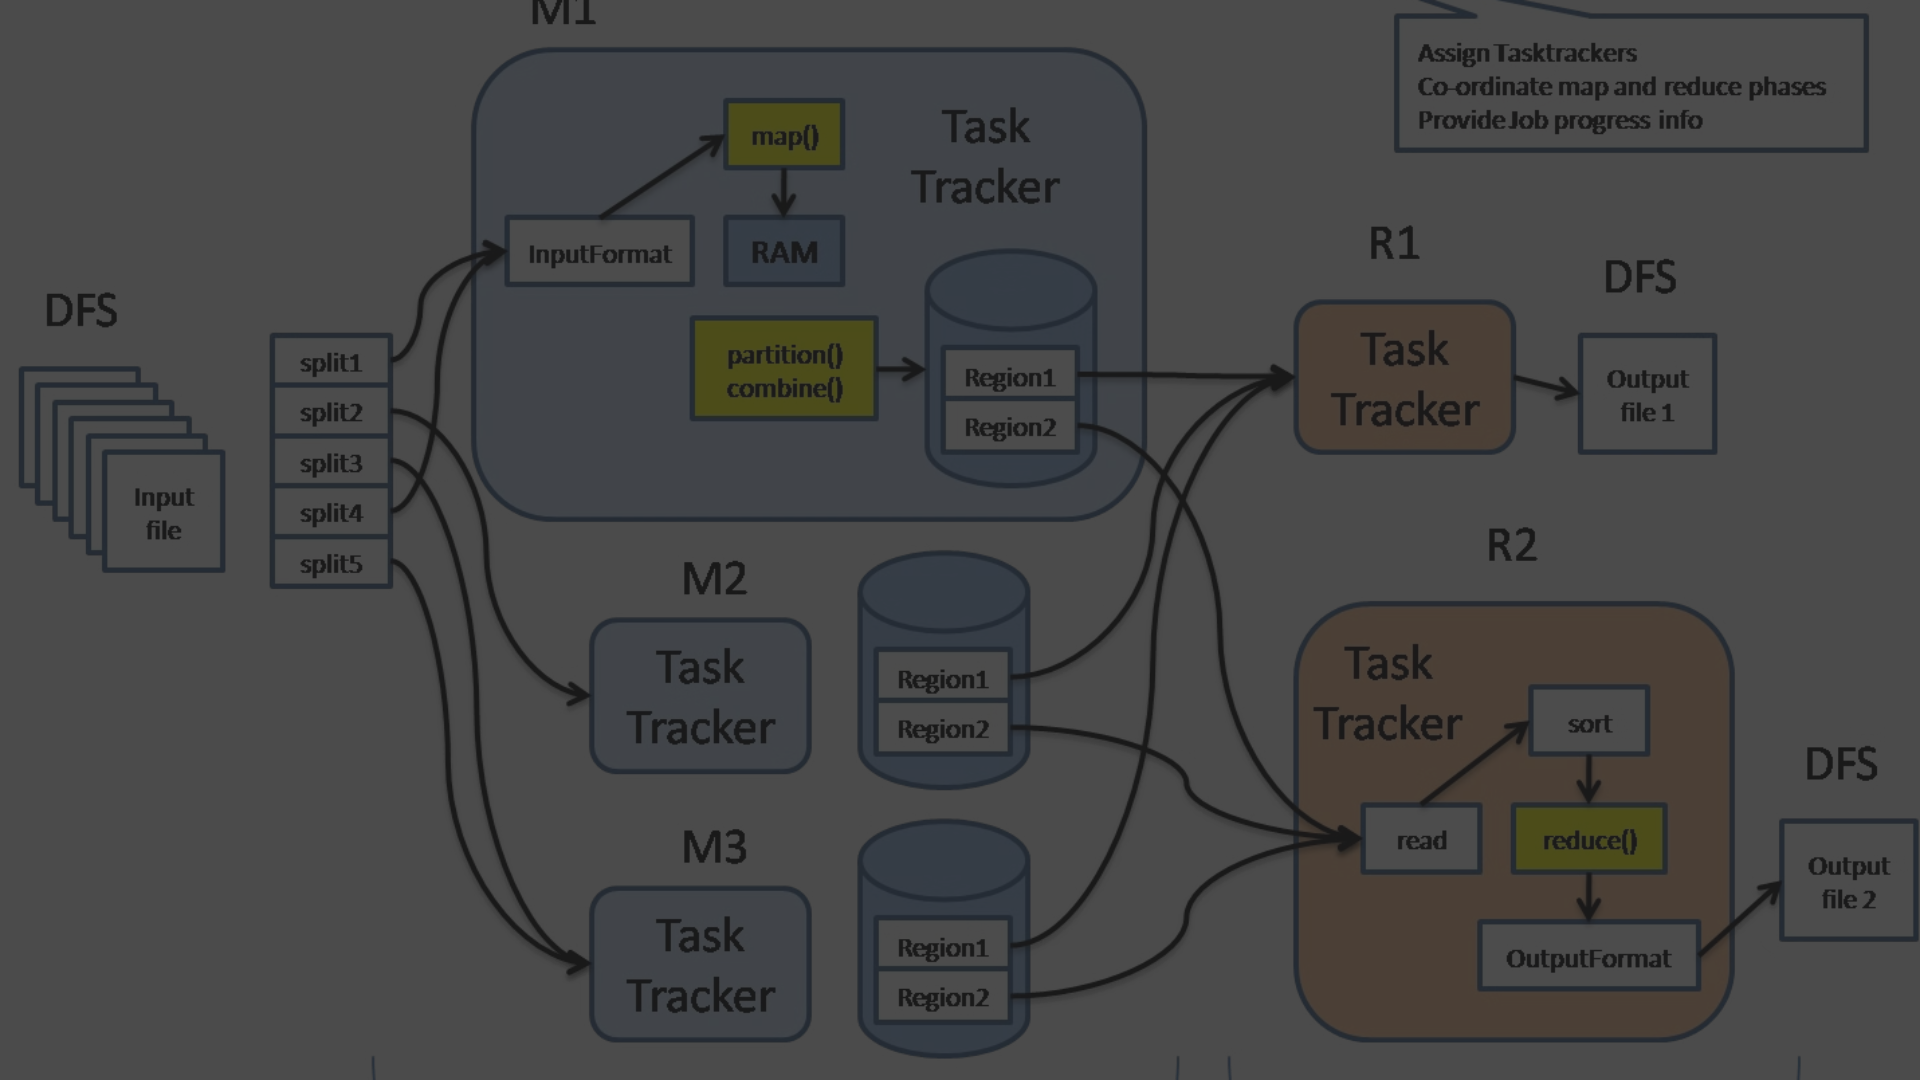 M1
Assign Tasktrackers
Co-ordinate map and reduce phases
Provide Job progress info
Task
Tracker
map()
InputFormat
RAM
partition()
combine()
Region1
Region2
DFS
Input
file
split1
split2
split3
split4
split5
R1
Task
Tracker
DFS
Output
file 1
M2
Task
Tracker
Region1
Region2
M3
Task
Tracker
Region1
Region2
R2
Task
Tracker
sort
read
reduce()
OutputFormat
DFS
Output
file 2